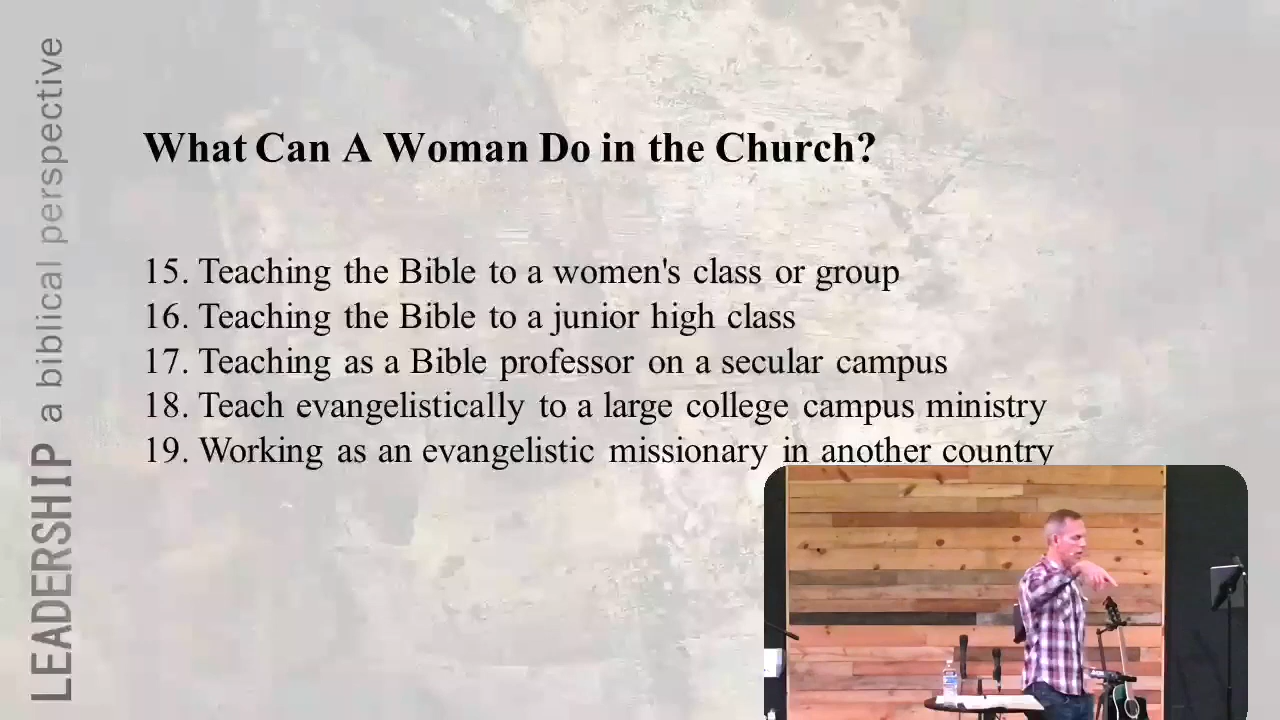 LEADERSHIP a biblical perspective
What Can A Woman Do in the Church?
15. Teaching the Bible to a women's class or group
16. Teaching the Bible to a junior high class
17. Teaching as a Bible professor on a secular campus
18. Teach evangelistically to a large college campus ministry
19. Working as an evangelistic missionary in another country